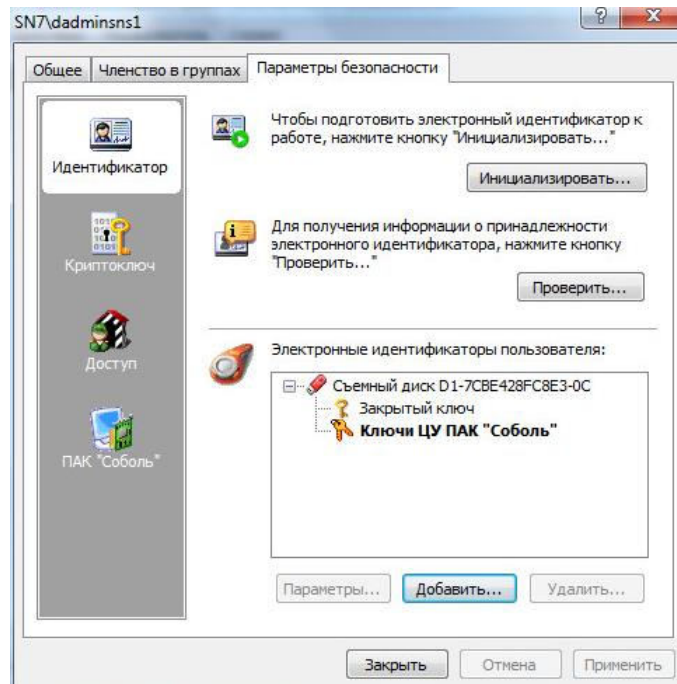 SN7\dadminsns1
Общее
Членство в группах
Параметры безопасности
Идентификатор
Криптоключ
Доступ
ПАК "Соболь"
Чтобы подготовить электронный идентификатор к
работе, нажмите кнопку "Инициализировать..."
Инициализировать...
Для получения информации о принадлежности
электронного идентификатора, нажмите кнопку
"Проверить..."
Проверить...
Электронные идентификаторы пользователя:
Съемный диск D1-7CBE428FC8E3-0C
Закрытый ключ
Ключи ЦУ ПАК "Соболь"
Параметры...
Добавить...
Удалить...
Закрыть
Отмена
Применить